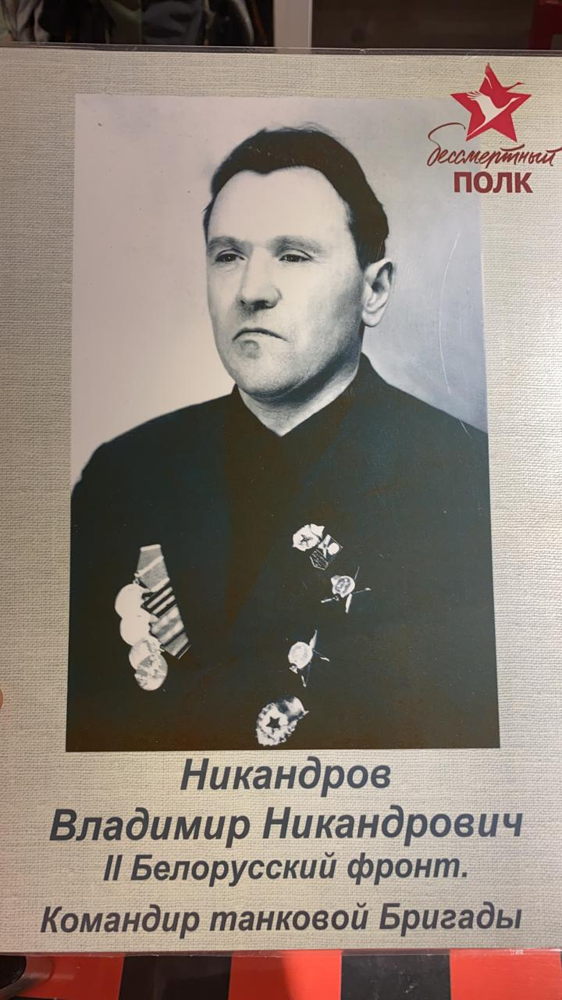 бессмертный
ПОЛК
Никандров
Владимир Никандрович
II Белорусский фронт.
Командир танковой Бригады